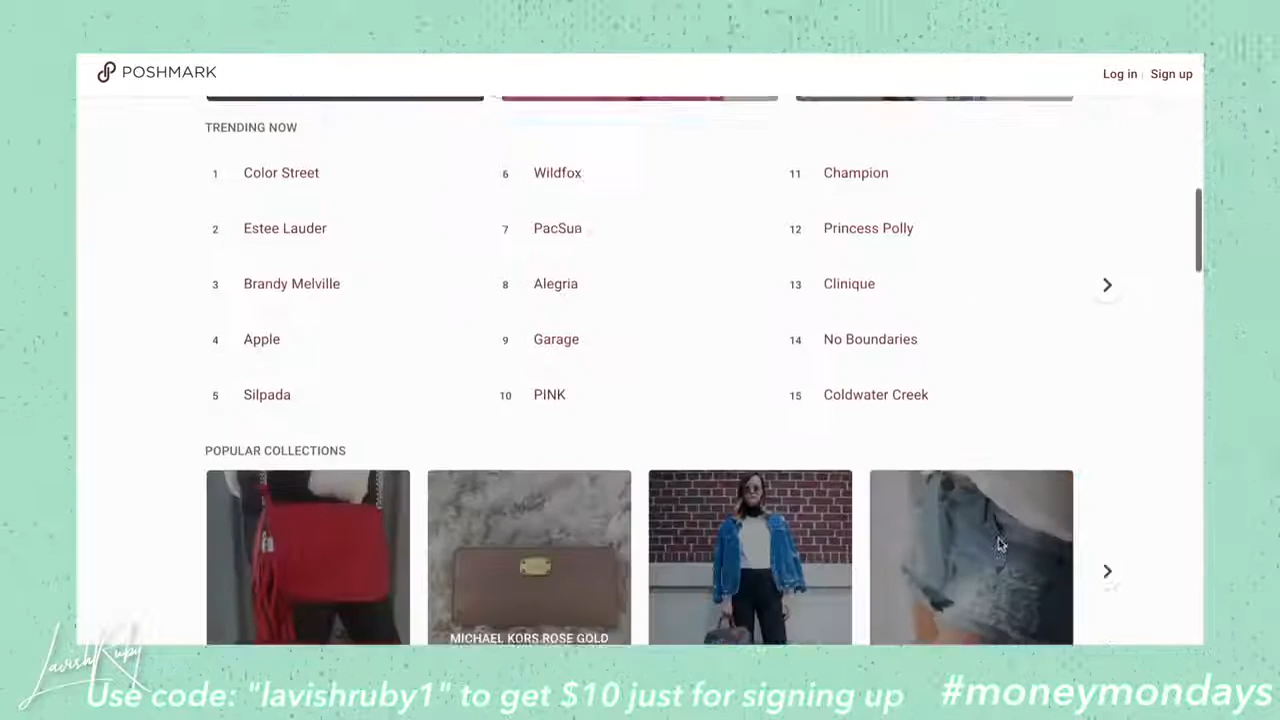 POSHMARK
Log in
Sign up
TRENDING NOW
1 Color Street
2 Estee Lauder
3 Brandy Melville
4 Apple
5 Silpada
6 Wildfox
7 PacSua
8 Alegria
9 Garage
10 PINK
11 Champion
12 Princess Polly
13 Clinique
14 No Boundaries
15 Coldwater Creek
POPULAR COLLECTIONS
MICHAEL KORS ROSE GOLD
LavishRuby
Use code: "lavishruby1" to get $10 just for signing up
#moneymondays